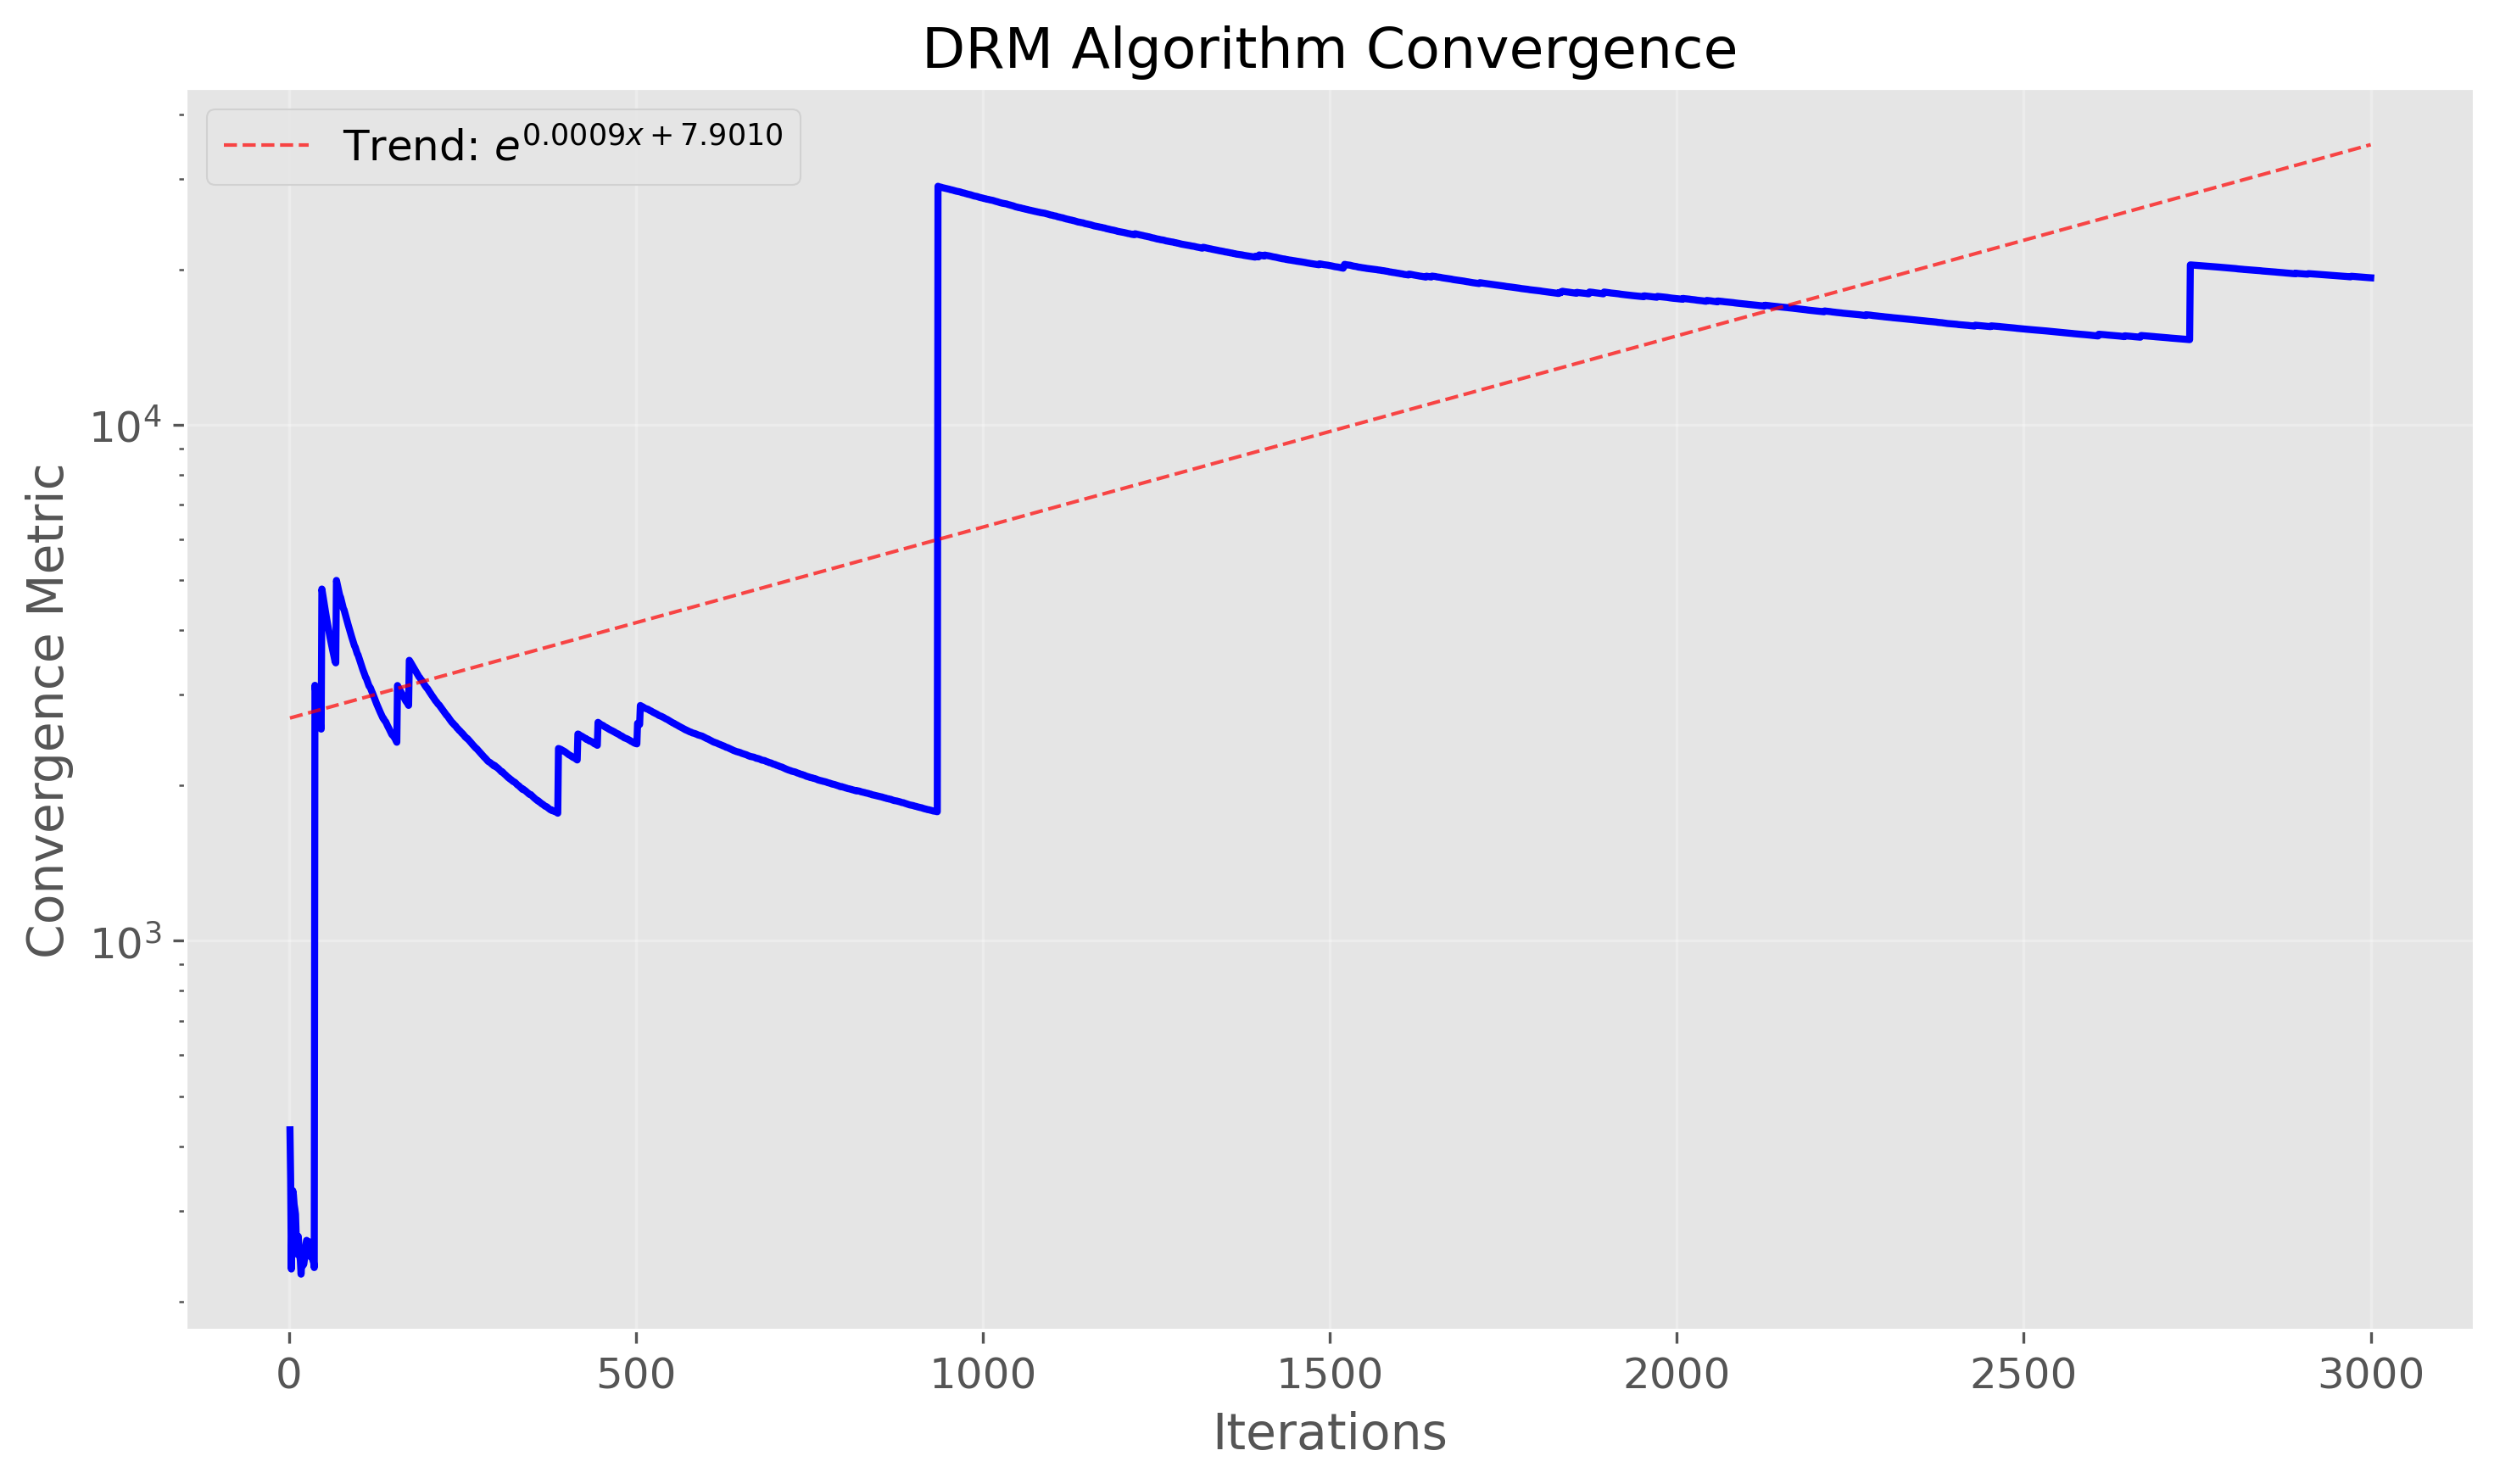 DRM Algorithm Convergence
Trend: e^{0.0009x + 7.9010}
Convergence Metric
10^4
10^3
0 500 1000 1500 2000 2500 3000
Iterations